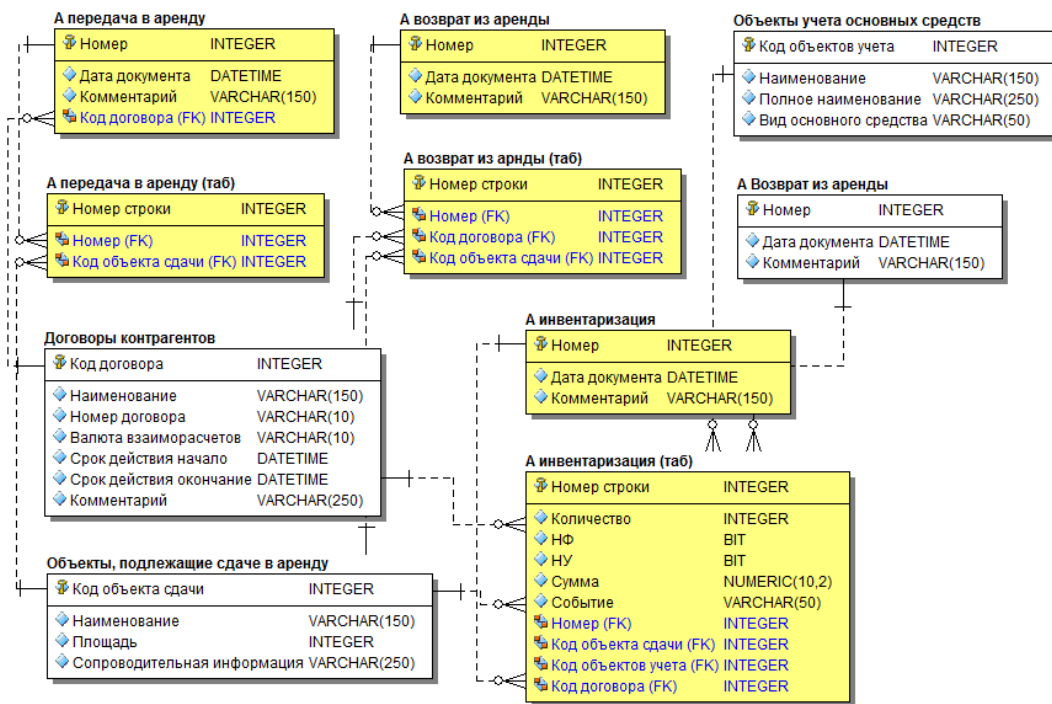 А передача в аренду
Номер INTEGER
Дата документа DATETIME
Комментарий VARCHAR(150)
Код договора (FK) INTEGER
А возврат из аренды
Номер INTEGER
Дата документа DATETIME
Комментарий VARCHAR(150)
Объекты учета основных средств
Код объектов учета INTEGER
Наименование VARCHAR(150)
Полное наименование VARCHAR(250)
Вид основного средства VARCHAR(50)
А передача в аренду (таб)
Номер строки INTEGER
Номер (FK) INTEGER
Код объекта сдачи (FK) INTEGER
А возврат из арнды (таб)
Номер строки INTEGER
Номер (FK) INTEGER
Код договора (FK) INTEGER
Код объекта сдачи (FK) INTEGER
А Возврат из аренды
Номер INTEGER
Дата документа DATETIME
Комментарий VARCHAR(150)
Договоры контрагентов
Код договора INTEGER
Наименование VARCHAR(150)
Номер договора VARCHAR(10)
Валюта взаиморасчетов VARCHAR(10)
Срок действия начало DATETIME
Срок действия окончание DATETIME
Комментарий VARCHAR(250)
А инвентаризация
Номер INTEGER
Дата документа DATETIME
Комментарий VARCHAR(150)
Объекты, подлежащие сдаче в аренду
Код объекта сдачи INTEGER
Наименование VARCHAR(150)
Площадь INTEGER
Сопроводительная информация VARCHAR(250)
А инвентаризация (таб)
Номер строки INTEGER
Количество INTEGER
НФ BIT
НУ BIT
Сумма NUMERIC(10,2)
Событие VARCHAR(50)
Номер (FK) INTEGER
Код объекта сдачи (FK) INTEGER
Код объектов учета (FK) INTEGER
Код договора (FK) INTEGER